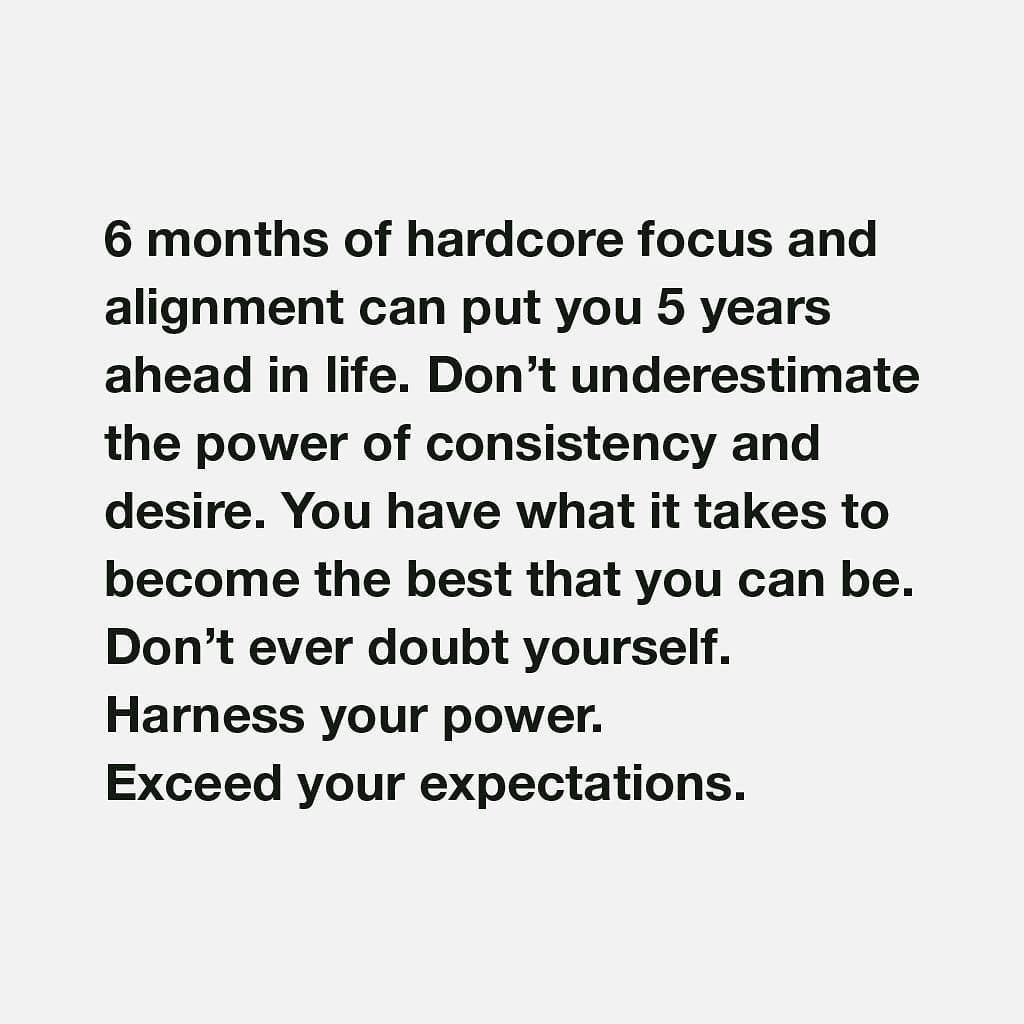 6 months of hardcore focus and
alignment can put you 5 years
ahead in life. Don’t underestimate
the power of consistency and
desire. You have what it takes to
become the best that you can be.
Don’t ever doubt yourself.
Harness your power.
Exceed your expectations.